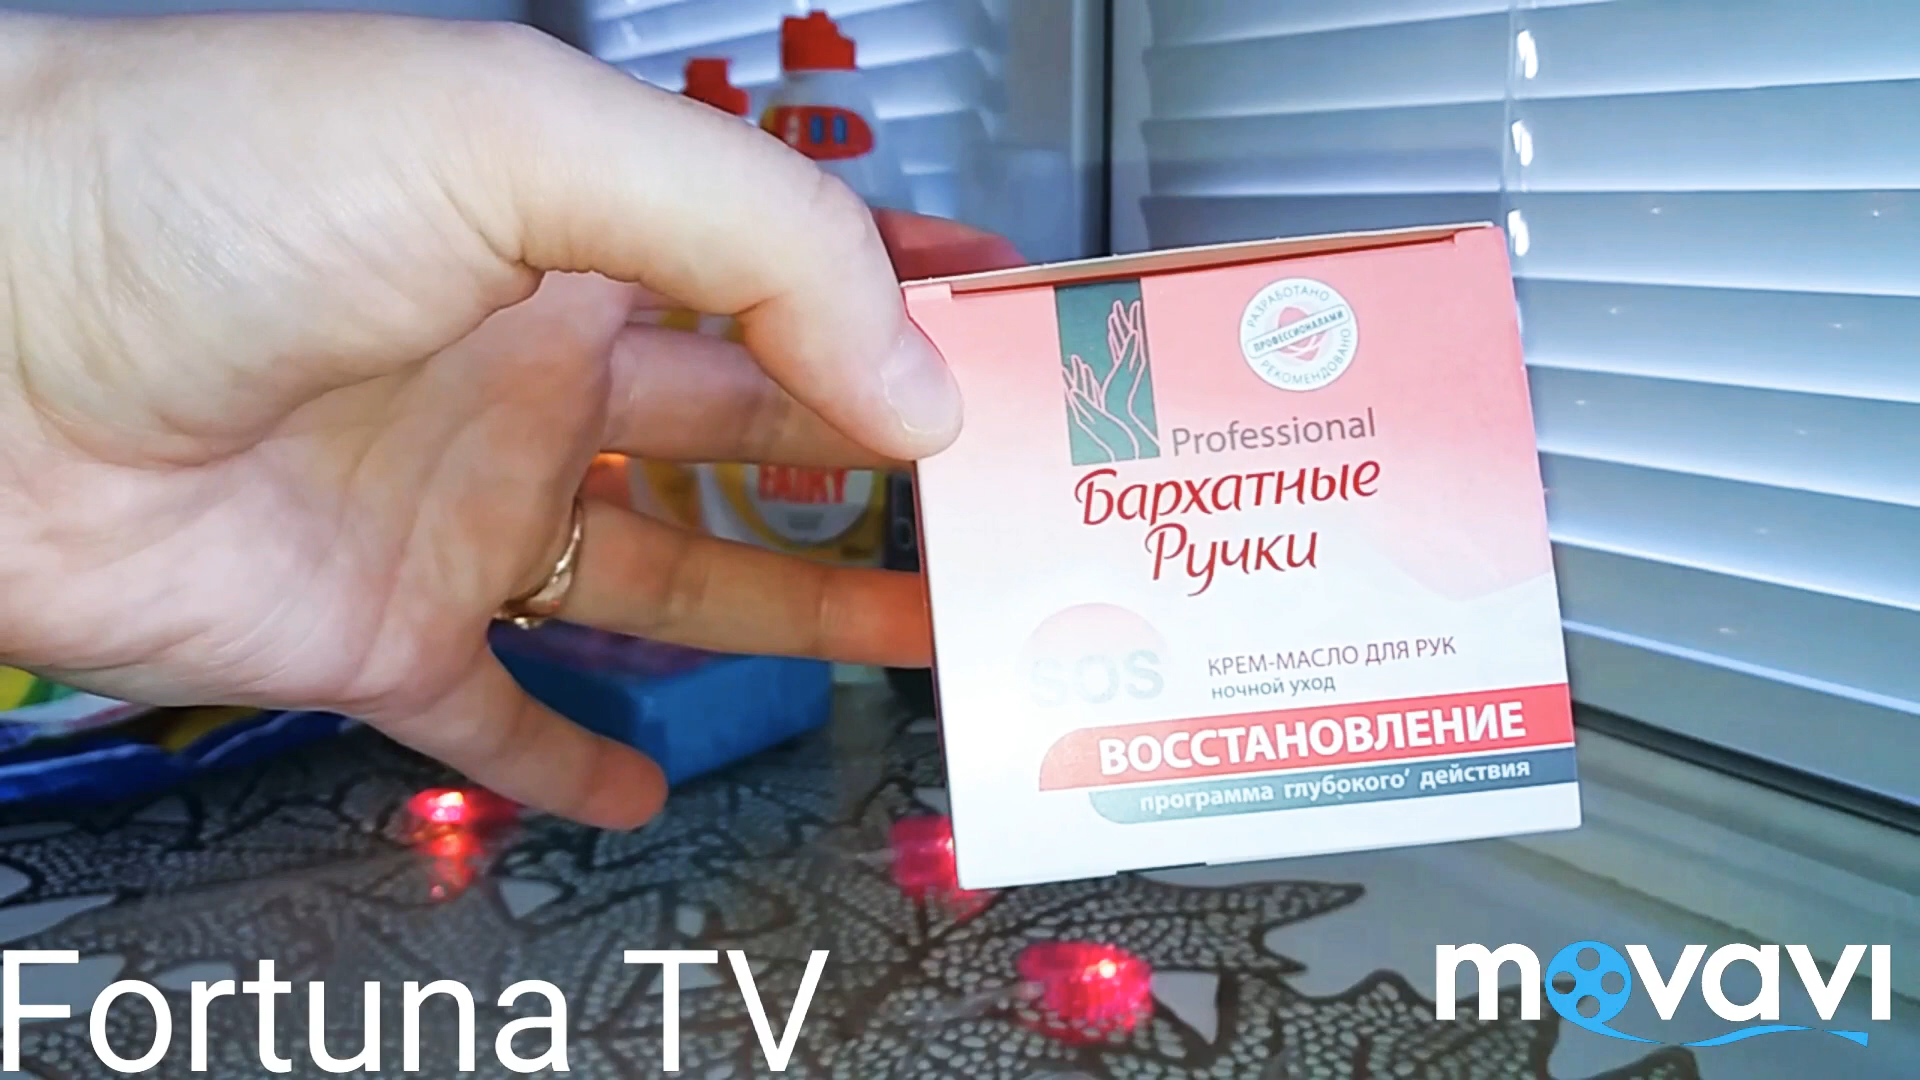 РАЗРАБОТАНО
ПРОФЕССИОНАЛАМИ
РЕКОМЕНДОВАНО
Professional
Бархатные
Ручки
SOS
КРЕМ-МАСЛО ДЛЯ РУК
ночной уход
ВОССТАНОВЛЕНИЕ
программа глубокого' действия
FAIRY
Fortuna TV
movavi